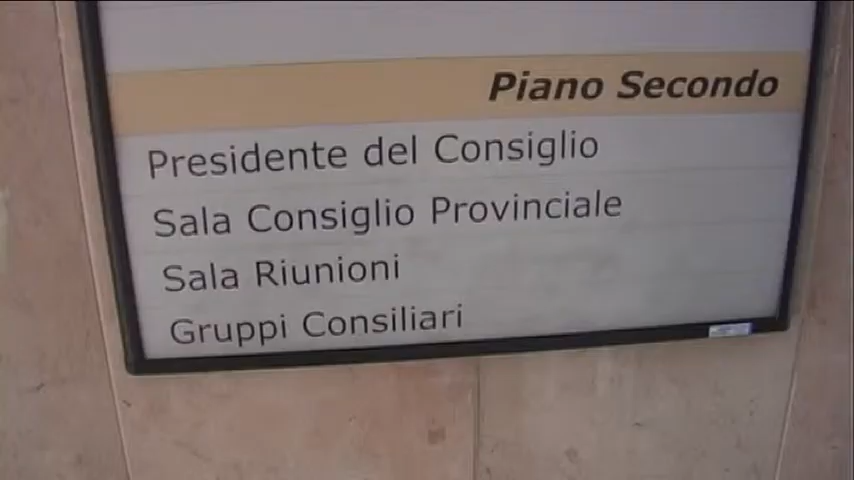 Piano Secondo
Presidente del Consiglio
Sala Consiglio Provinciale
Sala Riunioni
Gruppi Consiliari